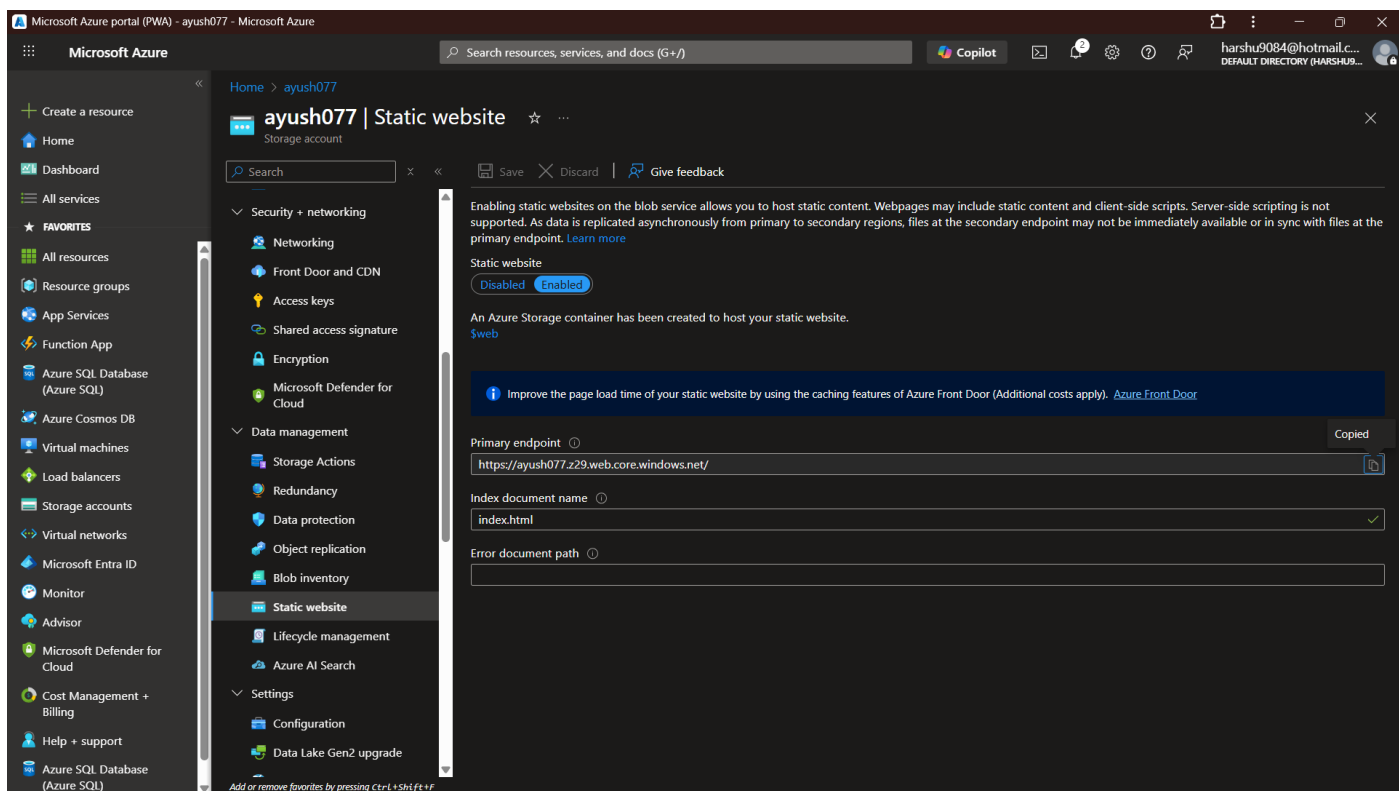 Microsoft Azure portal (PWA) - ayush077 - Microsoft Azure
Microsoft Azure
Search resources, services, and docs (G+/)
Copilot
2
harshu9084@hotmail.c...
DEFAULT DIRECTORY (HARSHU9...
Create a resource
Home
Dashboard
All services
FAVORITES
All resources
Resource groups
App Services
Function App
Azure SQL Database
(Azure SQL)
Azure Cosmos DB
Virtual machines
Load balancers
Storage accounts
Virtual networks
Microsoft Entra ID
Monitor
Advisor
Microsoft Defender for
Cloud
Cost Management +
Billing
Help + support
Azure SQL Database
(Azure SQL)
Home > ayush077
ayush077 | Static website
Storage account
Search
Security + networking
Networking
Front Door and CDN
Access keys
Shared access signature
Encryption
Microsoft Defender for
Cloud
Data management
Storage Actions
Redundancy
Data protection
Object replication
Blob inventory
Static website
Lifecycle management
Azure AI Search
Settings
Configuration
Data Lake Gen2 upgrade
Add or remove favorites by pressing Ctrl+Shift+F
Save
Discard
Give feedback
Enabling static websites on the blob service allows you to host static content. Webpages may include static content and client-side scripts. Server-side scripting is not
supported. As data is replicated asynchronously from primary to secondary regions, files at the secondary endpoint may not be immediately available or in sync with files at the
primary endpoint. Learn more
Static website
Disabled Enabled
An Azure Storage container has been created to host your static website.
$web
Improve the page load time of your static website by using the caching features of Azure Front Door (Additional costs apply). Azure Front Door
Copied
Primary endpoint
https://ayush077.z29.web.core.windows.net/
Index document name
index.html
Error document path